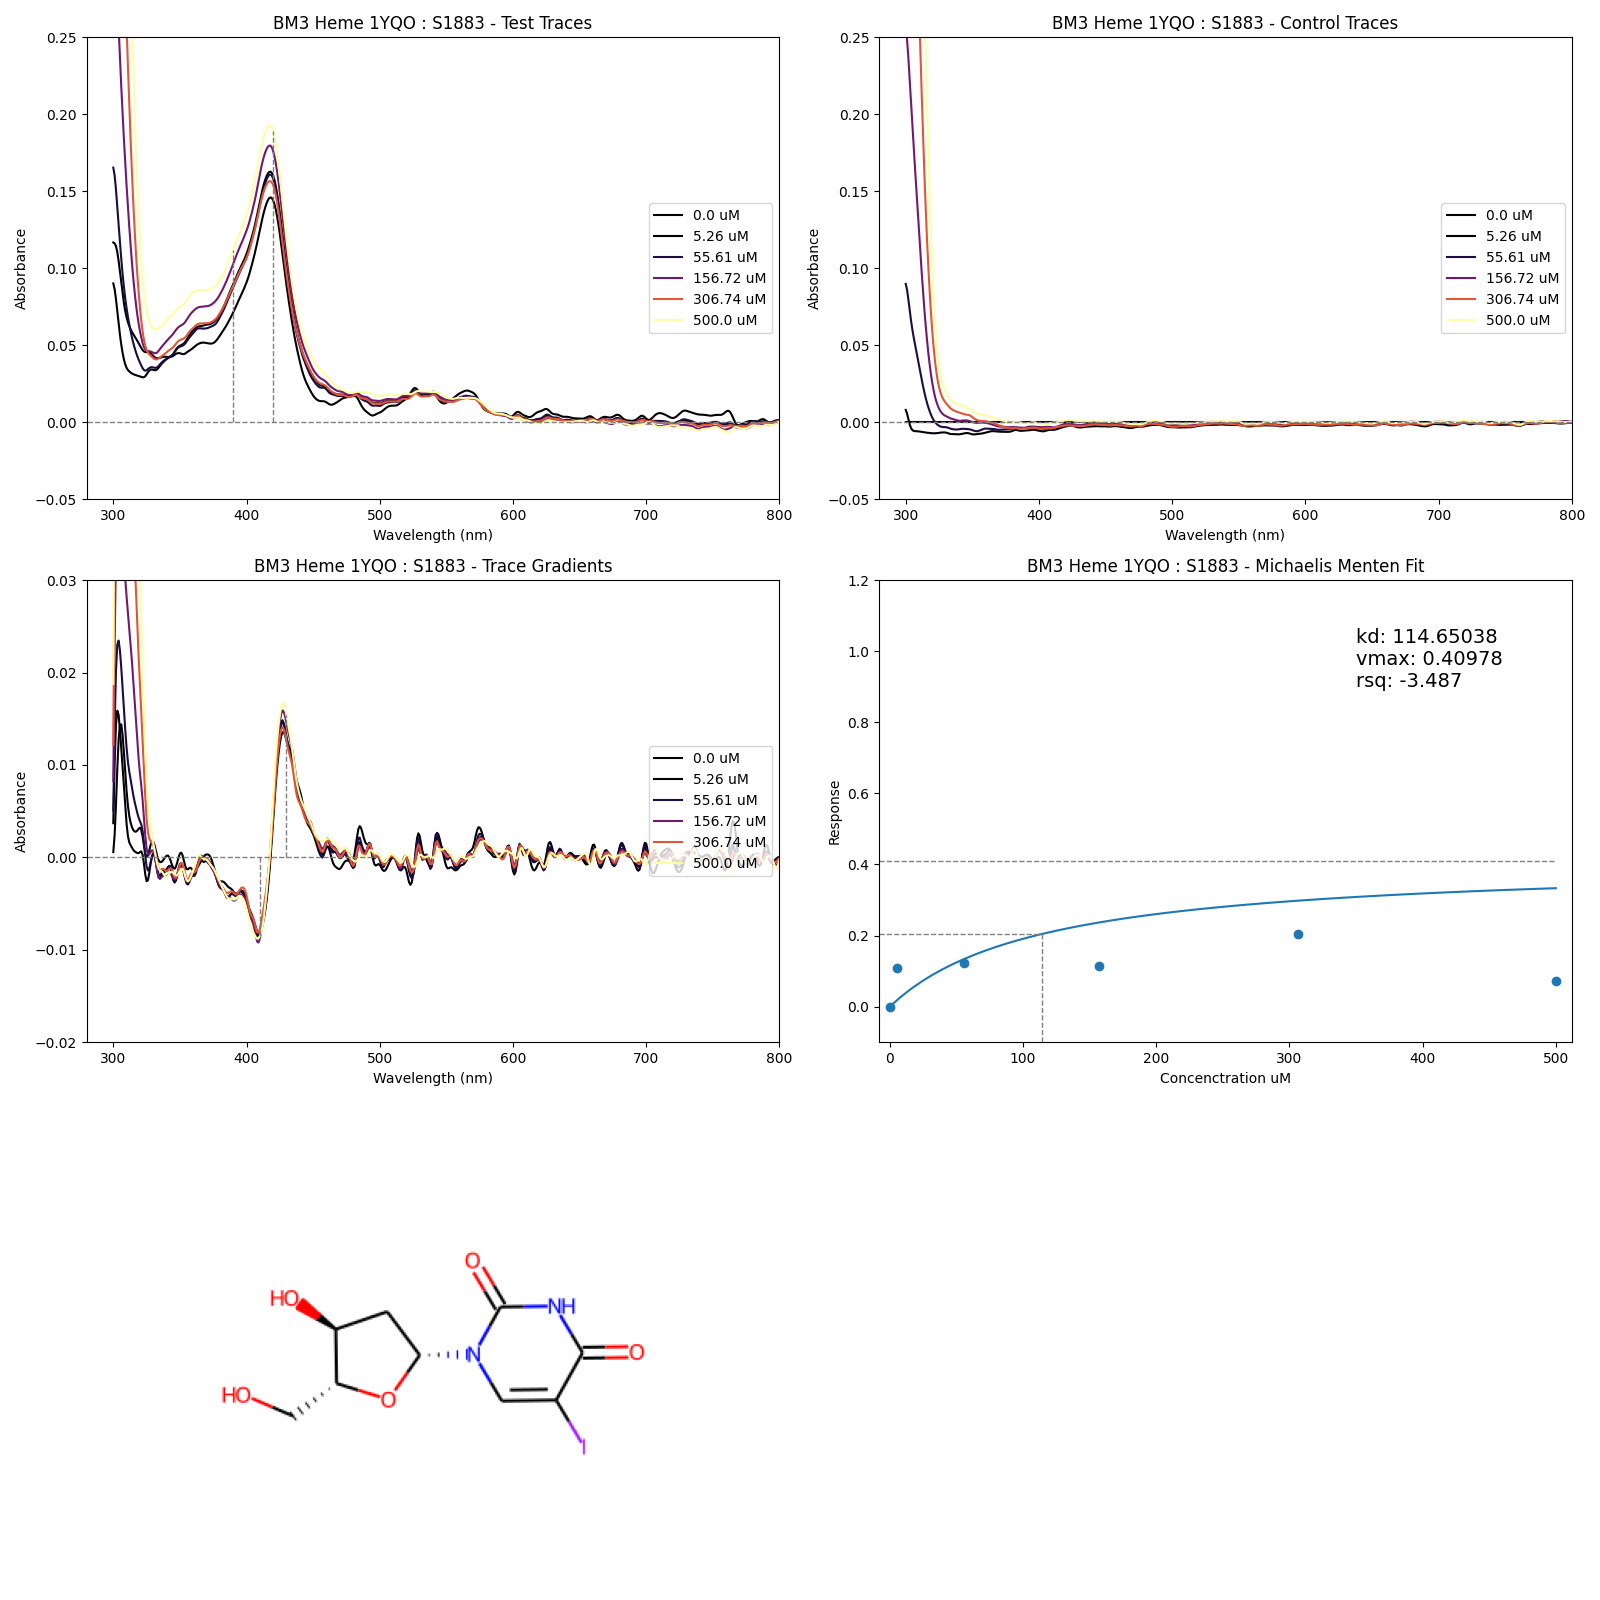 BM3 Heme 1YQO : S1883 - Test Traces
Absorbance
0.25
0.20
0.15
0.10
0.05
0.00
−0.05
300 400 500 600 700 800
Wavelength (nm)
0.0 uM
5.26 uM
55.61 uM
156.72 uM
306.74 uM
500.0 uM
BM3 Heme 1YQO : S1883 - Control Traces
Absorbance
0.25
0.20
0.15
0.10
0.05
0.00
−0.05
300 400 500 600 700 800
Wavelength (nm)
0.0 uM
5.26 uM
55.61 uM
156.72 uM
306.74 uM
500.0 uM
BM3 Heme 1YQO : S1883 - Trace Gradients
Absorbance
0.03
0.02
0.01
0.00
−0.01
−0.02
300 400 500 600 700 800
Wavelength (nm)
0.0 uM
5.26 uM
55.61 uM
156.72 uM
306.74 uM
500.0 uM
BM3 Heme 1YQO : S1883 - Michaelis Menten Fit
Response
1.2
1.0
0.8
0.6
0.4
0.2
0.0
0 100 200 300 400 500
Concenctration uM
kd: 114.65038
vmax: 0.40978
rsq: -3.487
O
HO
NH
N
O
HO
O
I